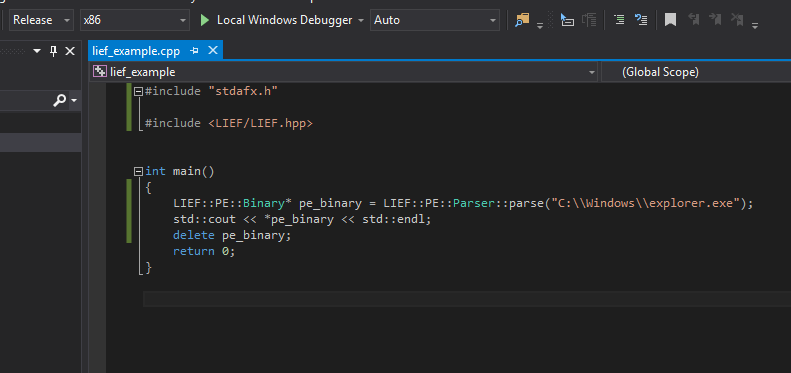 Release x86 Local Windows Debugger Auto
lief_example.cpp
lief_example (Global Scope)
#include "stdafx.h"
#include <LIEF/LIEF.hpp>
int main()
{
LIEF::PE::Binary* pe_binary = LIEF::PE::Parser::parse("C:\\Windows\\explorer.exe");
std::cout << *pe_binary << std::endl;
delete pe_binary;
return 0;
}